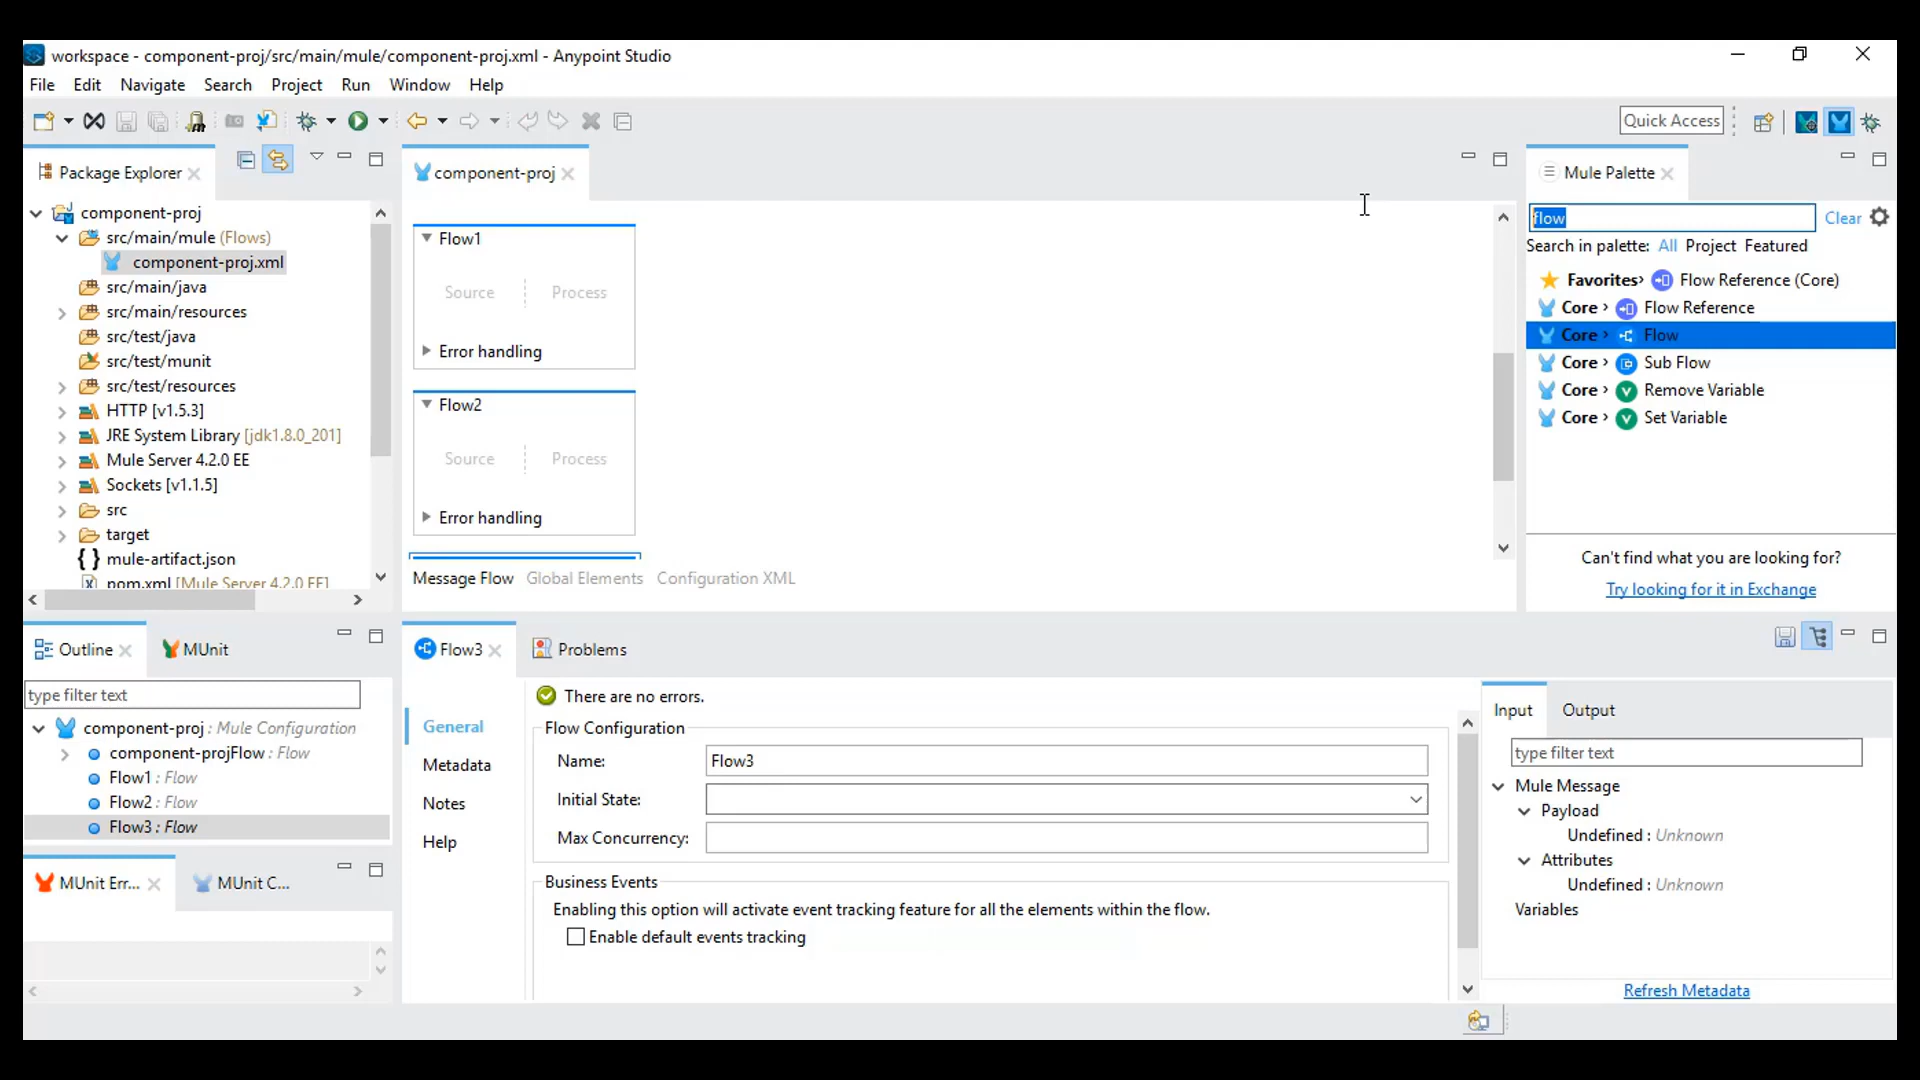 workspace - component-proj/src/main/mule/component-proj.xml - Anypoint Studio
File Edit Navigate Search Project Run Window Help
Quick Access
Package Explorer
component-proj
src/main/mule (Flows)
component-proj.xml
src/main/java
src/main/resources
src/test/java
src/test/munit
src/test/resources
HTTP [v1.5.3]
JRE System Library [jdk1.8.0_201]
Mule Server 4.2.0 EE
Sockets [v1.1.5]
src
target
mule-artifact.json
pom.xml [Mule Server 4.2.0 EE]
component-proj
Flow1
Source Process
Error handling
Flow2
Source Process
Error handling
Message Flow Global Elements Configuration XML
Mule Palette
flow
Clear
Search in palette: All Project Featured
Favorites› Flow Reference (Core)
Core › Flow Reference
Core › Flow
Core › Sub Flow
Core › Remove Variable
Core › Set Variable
Can't find what you are looking for?
Try looking for it in Exchange
Outline MUnit
type filter text
component-proj : Mule Configuration
component-projFlow : Flow
Flow1 : Flow
Flow2 : Flow
Flow3 : Flow
MUnit Err... MUnit C...
Flow3 Problems
There are no errors.
General
Metadata
Notes
Help
Flow Configuration
Name: Flow3
Initial State:
Max Concurrency:
Business Events
Enabling this option will activate event tracking feature for all the elements within the flow.
Enable default events tracking
Input Output
type filter text
Mule Message
Payload
Undefined : Unknown
Attributes
Undefined : Unknown
Variables
Refresh Metadata